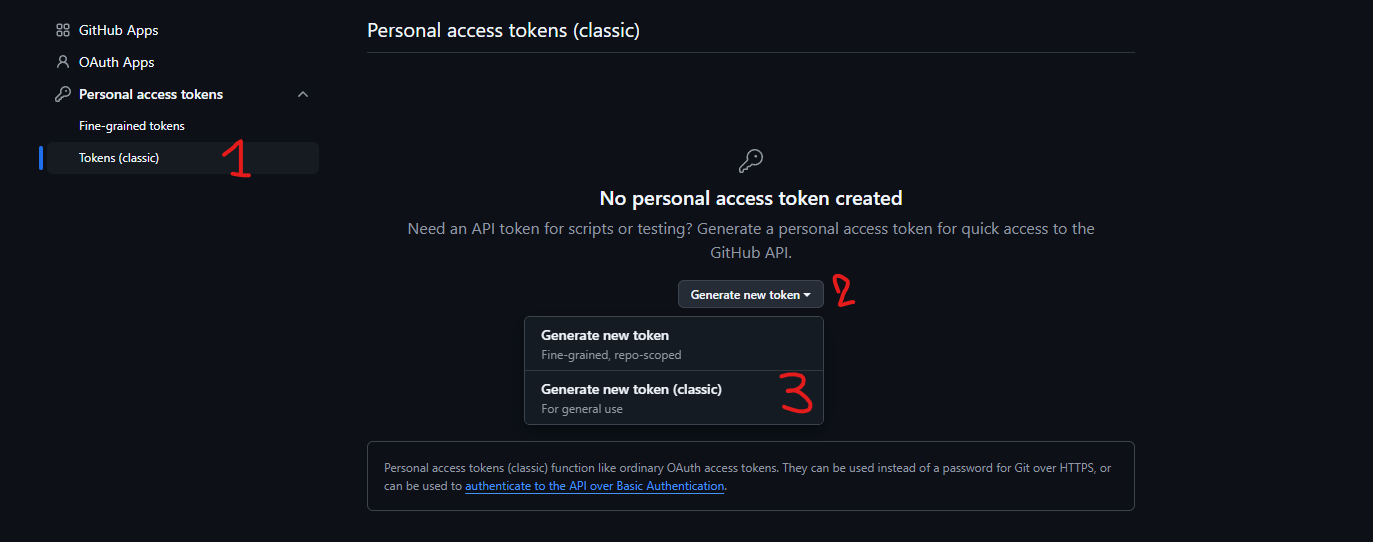 GitHub Apps
OAuth Apps
Personal access tokens
Fine-grained tokens
Tokens (classic)
1
Personal access tokens (classic)
No personal access token created
Need an API token for scripts or testing? Generate a personal access token for quick access to the
GitHub API.
Generate new token
2
Generate new token
Fine-grained, repo-scoped
Generate new token (classic)
For general use
3
Personal access tokens (classic) function like ordinary OAuth access tokens. They can be used instead of a password for Git over HTTPS, or
can be used to authenticate to the API over Basic Authentication.